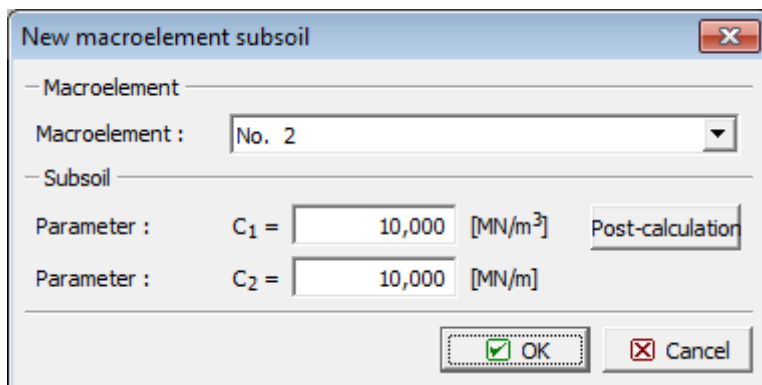 New macroelement subsoil
Macroelement
Macroelement : No. 2
Subsoil
Parameter : C₁ = 10,000 [MN/m³] Post-calculation
Parameter : C₂ = 10,000 [MN/m]
OK Cancel